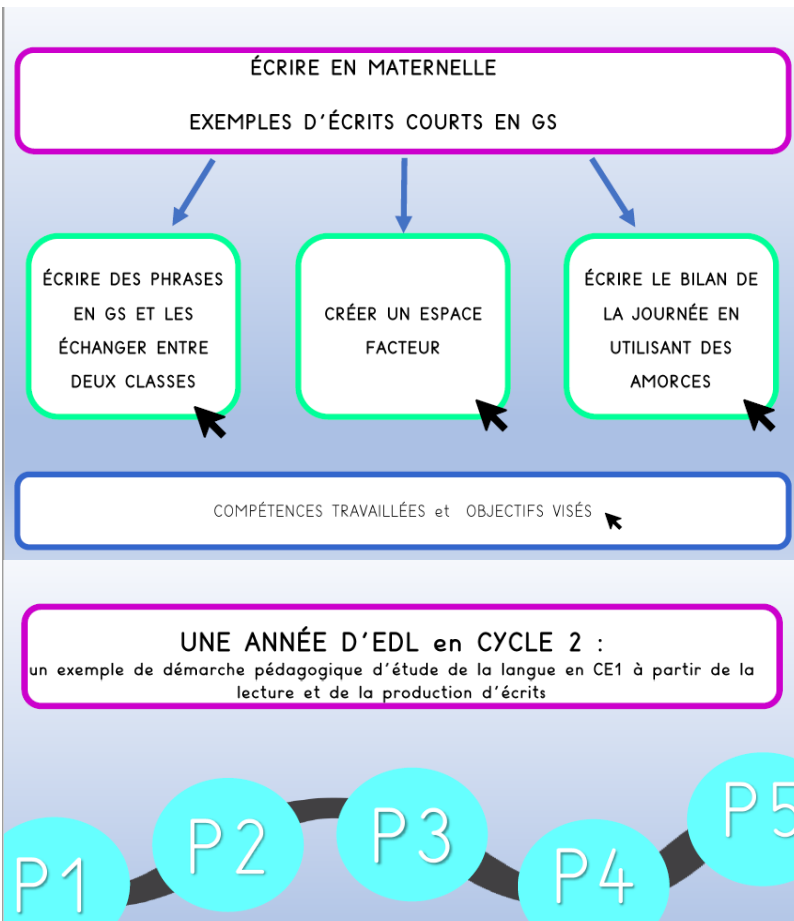 ÉCRIRE EN MATERNELLE
EXEMPLES D'ÉCRITS COURTS EN GS
ÉCRIRE DES PHRASES
EN GS ET LES
ÉCHANGER ENTRE
DEUX CLASSES
CRÉER UN ESPACE
FACTEUR
ÉCRIRE LE BILAN DE
LA JOURNÉE EN
UTILISANT DES
AMORCES
COMPÉTENCES TRAVAILLÉES et OBJECTIFS VISÉS
UNE ANNÉE D'EDL en CYCLE 2 :
un exemple de démarche pédagogique d'étude de la langue en CE1 à partir de la
lecture et de la production d'écrits
P1
P2
P3
P4
P5